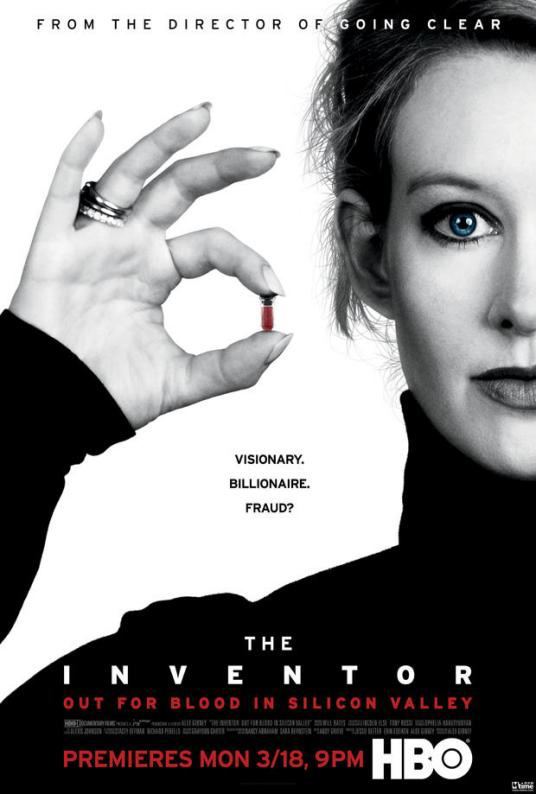 FROM THE DIRECTOR OF GOING CLEAR
VISIONARY.
BILLIONAIRE.
FRAUD?
THE
INVENTOR
OUT FOR BLOOD IN SILICON VALLEY
PREMIERES MON 3/18, 9PM HBO